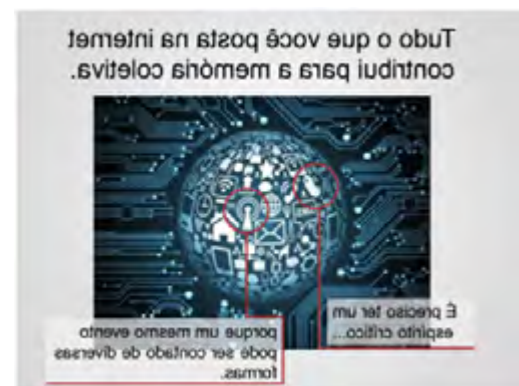 Tudo o que você posta na internet
contribui para a memória coletiva.
É preciso ter um
espírito crítico...
porque um mesmo evento
pode ser contado de diversas
formas.